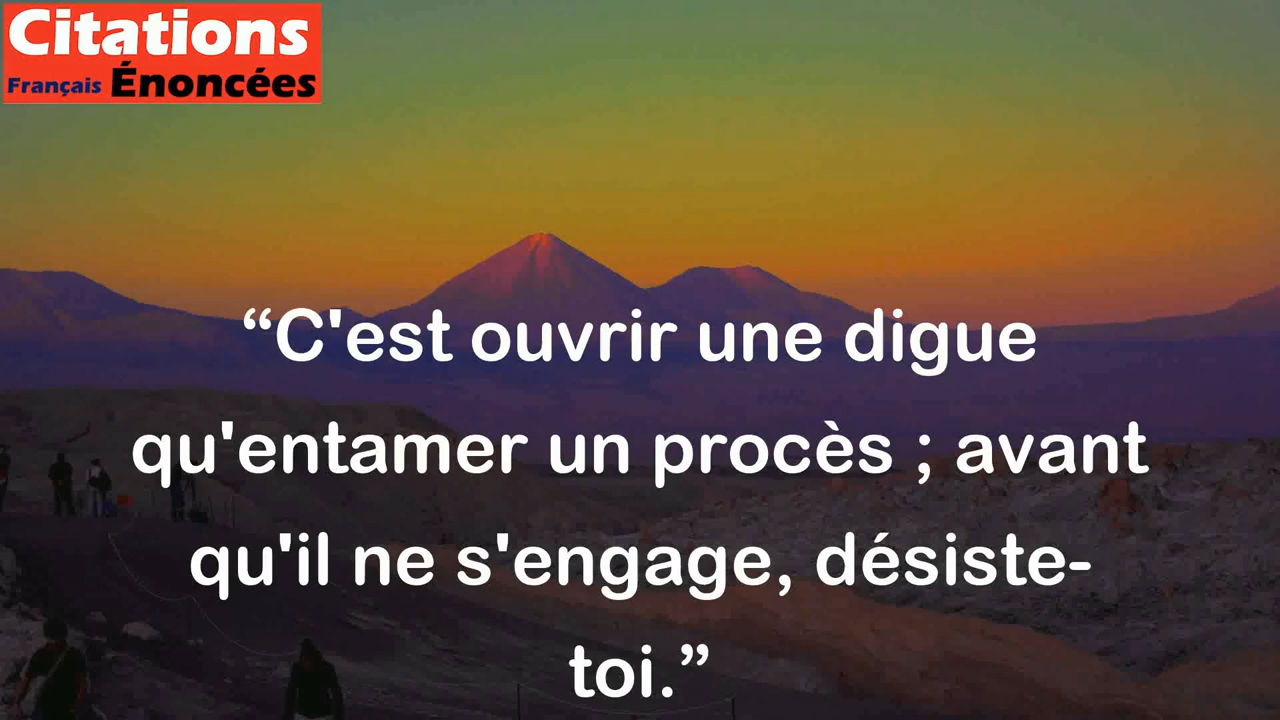 Citations
Français Énoncées
“C'est ouvrir une digue
qu'entamer un procès ; avant
qu'il ne s'engage, désiste-
toi.”